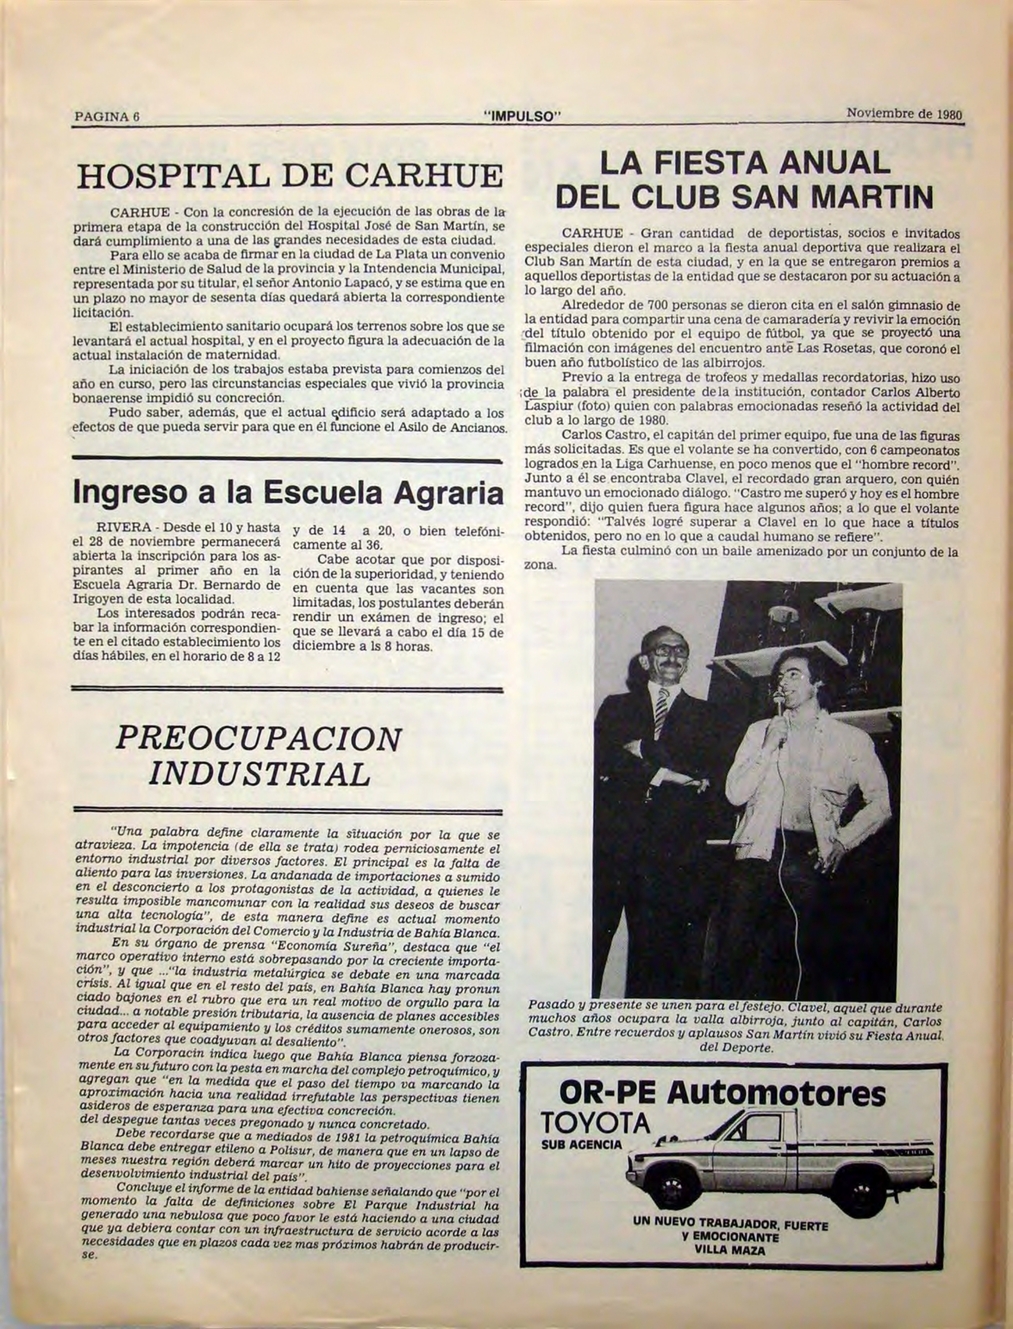 PAGINA 6
"IMPULSO"
Noviembre de 1980
HOSPITAL DE CARHUE
CARHUE - Con la concresión de la ejecución de las obras de la
primera etapa de la construcción del Hospital José de San Martín, se
dará cumplimiento a una de las grandes necesidades de esta ciudad.
Para ello se acaba de firmar en la ciudad de La Plata un convenio
entre el Ministerio de Salud de la provincia y la Intendencia Municipal,
representada por su titular, el señor Antonio Lapacó, y se estima que en
un plazo no mayor de sesenta días quedará abierta la correspondiente
licitación.
El establecimiento sanitario ocupará los terrenos sobre los que se
levantará el actual hospital, y en el proyecto figura la adecuación de la
actual instalación de maternidad.
La iniciación de los trabajos estaba prevista para comienzos del
año en curso, pero las circunstancias especiales que vivió la provincia
bonaerense impidió su concreción.
Pudo saber, además, que el actual edificio será adaptado a los
efectos de que pueda servir para que en él funcione el Asilo de Ancianos.
Ingreso a la Escuela Agraria
RIVERA - Desde el 10 y hasta
el 28 de noviembre permanecerá
abierta la inscripción para los as-
pirantes al primer año en la
Escuela Agraria Dr. Bernardo de
Irigoyen de esta localidad.
Los interesados podrán reca-
bar la información correspondien-
te en el citado establecimiento los
días hábiles, en el horario de 8 a 12
y de 14 a 20, o bien telefóni-
camente al 36.
Cabe acotar que por disposi-
ción de la superioridad, y teniendo
en cuenta que las vacantes son
limitadas, los postulantes deberán
rendir un exámen de ingreso; el
que se llevará a cabo el día 15 de
diciembre a ls 8 horas.
PREOCUPACION
INDUSTRIAL
"Una palabra define claramente la situación por la que se
atravieza. La impotencia (de ella se trata) rodea perniciosamente el
entorno industrial por diversos factores. El principal es la falta de
aliento para las inversiones. La andanada de importaciones a sumido
en el desconcierto a los protagonistas de la actividad, a quienes le
resulta imposible mancomunar con la realidad sus deseos de buscar
una alta tecnología", de esta manera define es actual momento
industrial la Corporación del Comercio y la Industria de Bahía Blanca.
En su órgano de prensa "Economía Sureña", destaca que "el
marco operativo interno está sobrepasando por la creciente importa-
ción", y que ..."la industria metalúrgica se debate en una marcada
crisis. Al igual que en el resto del país, en Bahía Blanca hay pronun
ciado bajones en el rubro que era un real motivo de orgullo para la
ciudad... a notable presión tributaria, la ausencia de planes accesibles
para acceder al equipamiento y los créditos sumamente onerosos, son
otros factores que coadyuvan al desaliento".
La Corporacin indica luego que Bahía Blanca piensa forzoza-
mente en su futuro con la pesta en marcha del complejo petroquímico, y
agregan que "en la medida que el paso del tiempo va marcando la
aproximación hacia una realidad irrefutable las perspectivas tienen
asideros de esperanza para una efectiva concreción.
del despegue tantas veces pregonado y nunca concretado.
Debe recordarse que a mediados de 1981 la petroquímica Bahía
Blanca debe entregar etileno a Polisur, de manera que en un lapso de
meses nuestra región deberá marcar un hito de proyecciones para el
desenvolvimiento industrial del país".
Concluye el informe de la entidad bahiense señalando que "por el
momento la falta de definiciones sobre El Parque Industrial ha
generado una nebulosa que poco favor le está haciendo a una ciudad
que ya debiera contar con un infraestructura de servicio acorde a las
necesidades que en plazos cada vez mas próximos habrán de producir-
se.
LA FIESTA ANUAL
DEL CLUB SAN MARTIN
CARHUE - Gran cantidad de deportistas, socios e invitados
especiales dieron el marco a la fiesta anual deportiva que realizara el
Club San Martín de esta ciudad, y en la que se entregaron premios a
aquellos deportistas de la entidad que se destacaron por su actuación a
lo largo del año.
Alrededor de 700 personas se dieron cita en el salón gimnasio de
la entidad para compartir una cena de camaradería y revivir la emoción
del título obtenido por el equipo de fútbol, ya que se proyectó una
filmación con imágenes del encuentro ante Las Rosetas, que coronó el
buen año futbolístico de las albirrojos.
Previo a la entrega de trofeos y medallas recordatorias, hizo uso
de la palabra el presidente de la institución, contador Carlos Alberto
Laspiur (foto) quien con palabras emocionadas reseñó la actividad del
club a lo largo de 1980.
Carlos Castro, el capitán del primer equipo, fue una de las figuras
más solicitadas. Es que el volante se ha convertido, con 6 campeonatos
logrados en la Liga Carhuense, en poco menos que el "hombre record".
Junto a él se encontraba Clavel, el recordado gran arquero, con quién
mantuvo un emocionado diálogo. "Castro me superó y hoy es el hombre
record", dijo quien fuera figura hace algunos años; a lo que el volante
respondió: "Talvés logré superar a Clavel en lo que hace a títulos
obtenidos, pero no en lo que a caudal humano se refiere".
La fiesta culminó con un baile amenizado por un conjunto de la
zona.
Pasado y presente se unen para el festejo. Clavel, aquel que durante
muchos años ocupara la valla albirroja, junto al capitán, Carlos
Castro. Entre recuerdos y aplausos San Martín vivió su Fiesta Anual
del Deporte.
OR-PE Automotores
TOYOTA
SUB AGENCIA
UN NUEVO TRABAJADOR, FUERTE
y EMOCIONANTE
VILLA MAZA